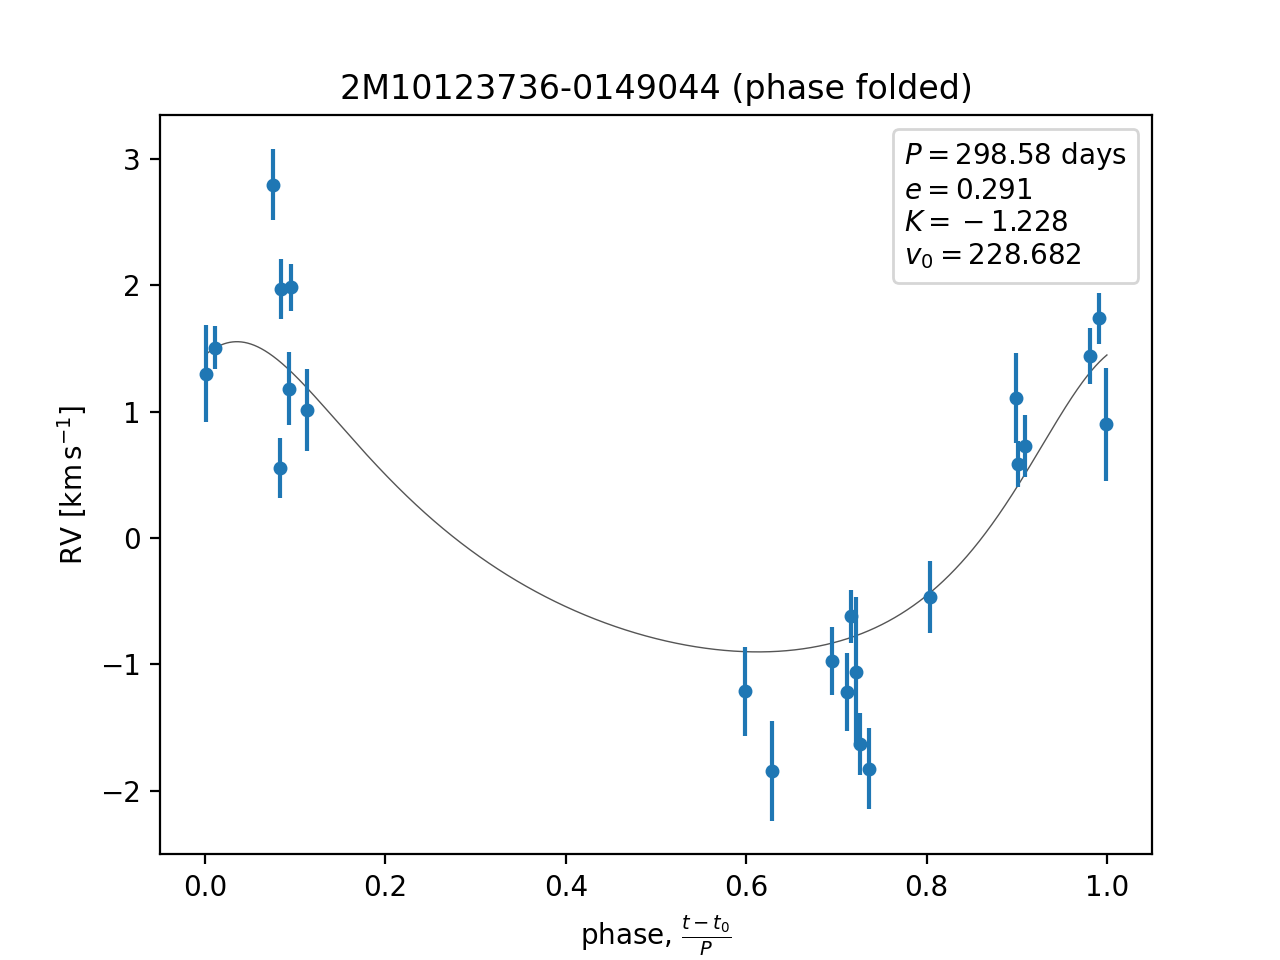 2M10123736-0149044 (phase folded)
P = 298.58 days
e = 0.291
K = −1.228
v₀ = 228.682
3
2
1
0
−1
−2
RV [km s⁻¹]
0.0 0.2 0.4 0.6 0.8 1.0
phase, (t − t₀)/P